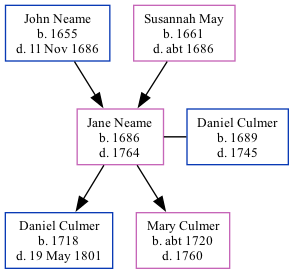 John Neame
b. 1655
d. 11 Nov 1686
Susannah May
b. 1661
d. abt 1686
Jane Neame
b. 1686
d. 1764
Daniel Culmer
b. 1689
d. 1745
Daniel Culmer
b. 1718
d. 19 May 1801
Mary Culmer
b. abt 1720
d. 1760